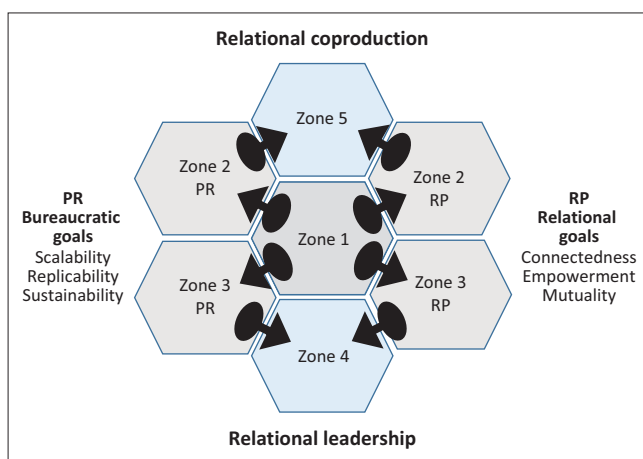 Relational coproduction
Zone 5
Zone 2
PR
Zone 2
RP
PR
Bureaucratic
goals
Scalability
Replicability
Sustainability
Zone 1
RP
Relational
goals
Connectedness
Empowerment
Mutuality
Zone 3
PR
Zone 3
RP
Zone 4
Relational leadership